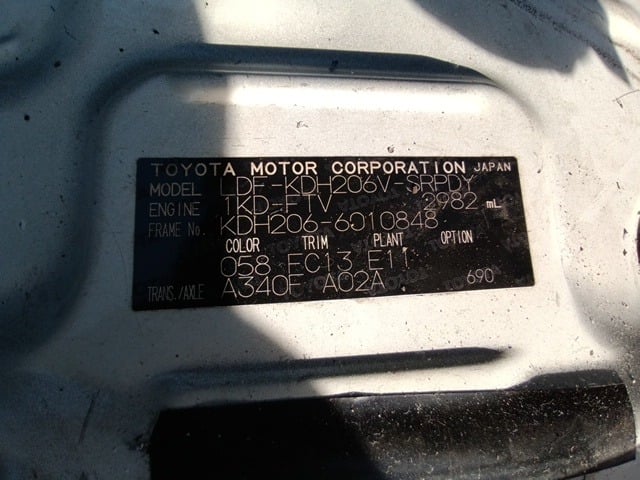 TOYOTA MOTOR CORPORATION JAPAN
MODEL LDF-KDH206V-SRPDY
ENGINE 1KD-FTV 2982 mL
FRAME No. KDH206-6010848
COLOR TRIM PLANT OPTION
058 FC13 E11
TRANS./AXLE A340E A02A 690